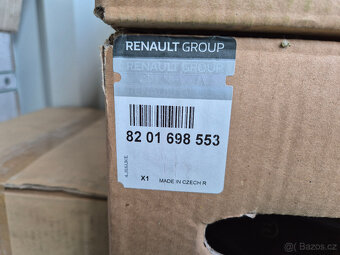 RENAULT GROUP
RENAULT GROUP
82 01 698 553
X1 MADE IN CZECH R
Bazos.cz